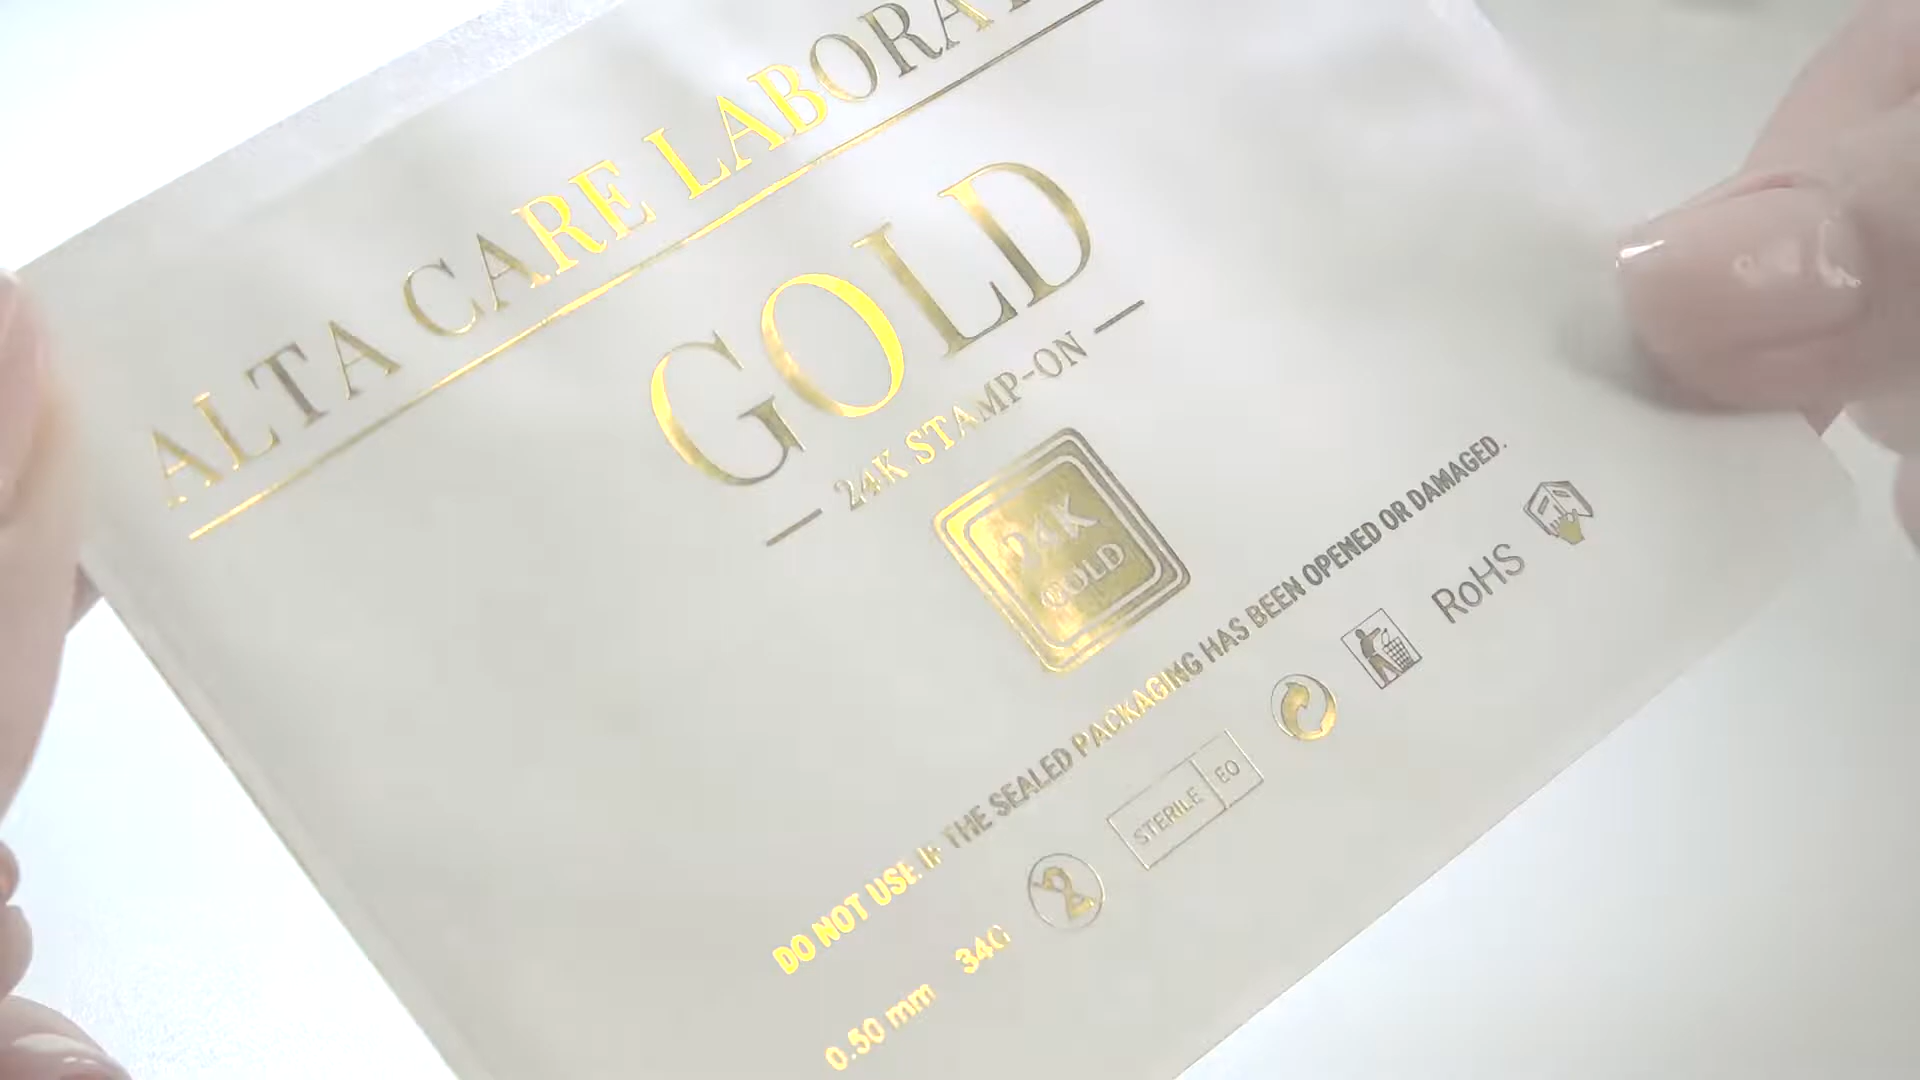 ALTA CARE LABORA
GOLD
24K STAMP-ON
24K
GOLD
DO NOT USE IF THE SEALED PACKAGING HAS BEEN OPENED OR DAMAGED.
0.50 mm 34G 2 STERILE EO RoHS